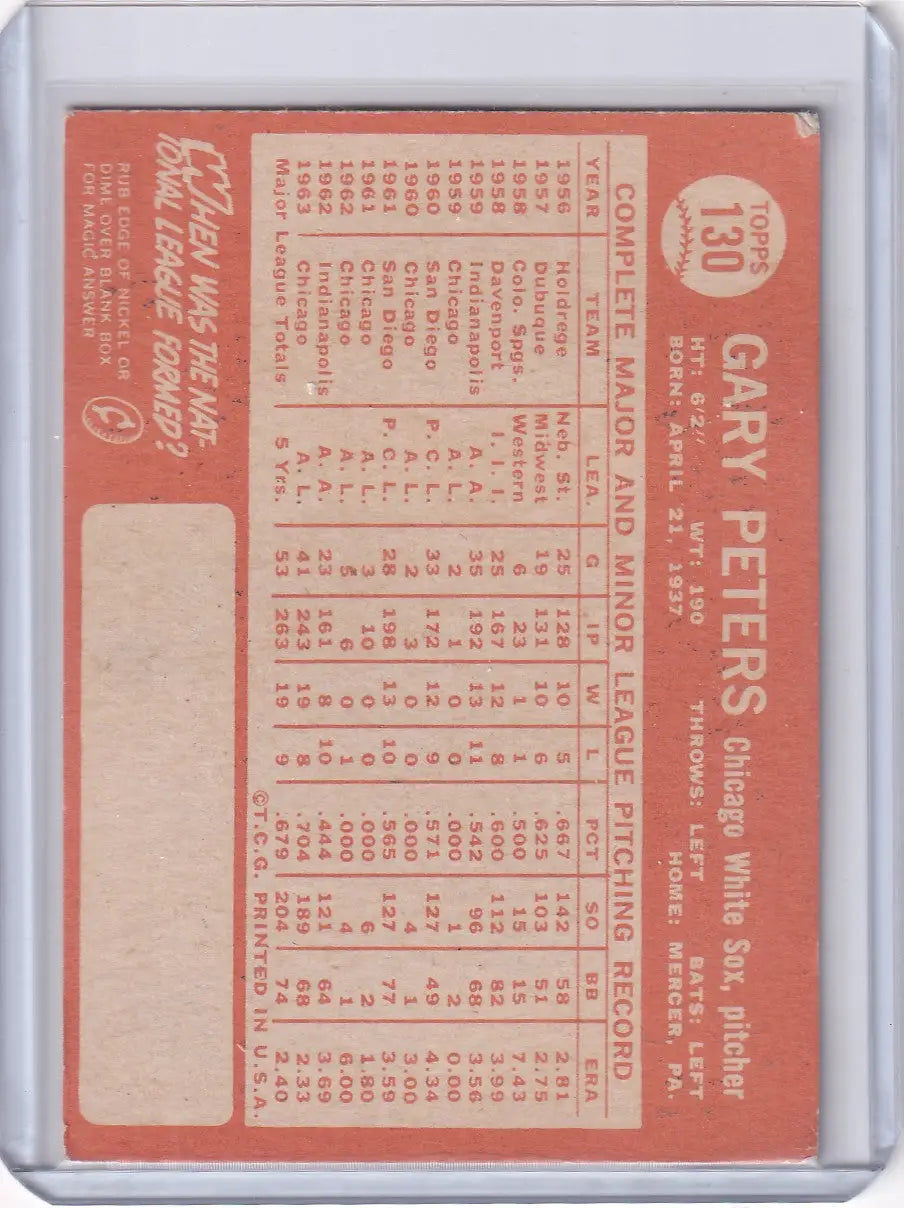 TOPPS
130
GARY PETERS Chicago White Sox, pitcher
HT: 6'2" WT: 190 THROWS: LEFT BATS: LEFT
BORN: APRIL 21, 1937 HOME: MERCER, PA.
COMPLETE MAJOR AND MINOR LEAGUE PITCHING RECORD
YEAR TEAM LEA. G IP W L PCT SO BB ERA
1956 Holdrege Neb. St. 25 128 10 5 .667 142 58 2.81
1957 Dubuque Midwest 19 131 10 6 .625 103 51 2.75
1958 Colo. Spgs. Western 6 23 1 1 .500 15 15 7.43
1958 Davenport I. I. I 25 167 12 8 .600 112 82 3.99
1959 Indianapolis A. A. 35 192 13 11 .542 96 68 3.56
1959 Chicago A. L. 2 1 0 0 .000 1 2 0.00
1960 San Diego P. C. L. 33 172 12 9 .571 127 49 4.34
1960 Chicago A. L. 2 3 0 0 .000 4 1 3.00
1961 San Diego P. C. L. 28 198 13 10 .565 127 77 3.59
1961 Chicago A. L. 3 10 0 0 .000 6 2 1.80
1962 Chicago A. L. 5 6 0 1 .000 4 1 6.00
1962 Indianapolis A. A. 23 161 8 10 .444 121 64 3.69
1963 Chicago A. L. 41 243 19 8 .704 189 68 2.33
Major League Totals 5 Yrs. 53 263 19 9 .679 204 74 2.40
©T.C.G. PRINTED IN U.S.A.
WHEN WAS THE NAT-
IONAL LEAGUE FORMED?
RUB EDGE OF NICKEL OR
DIME OVER BLANK BOX
FOR MAGIC ANSWER